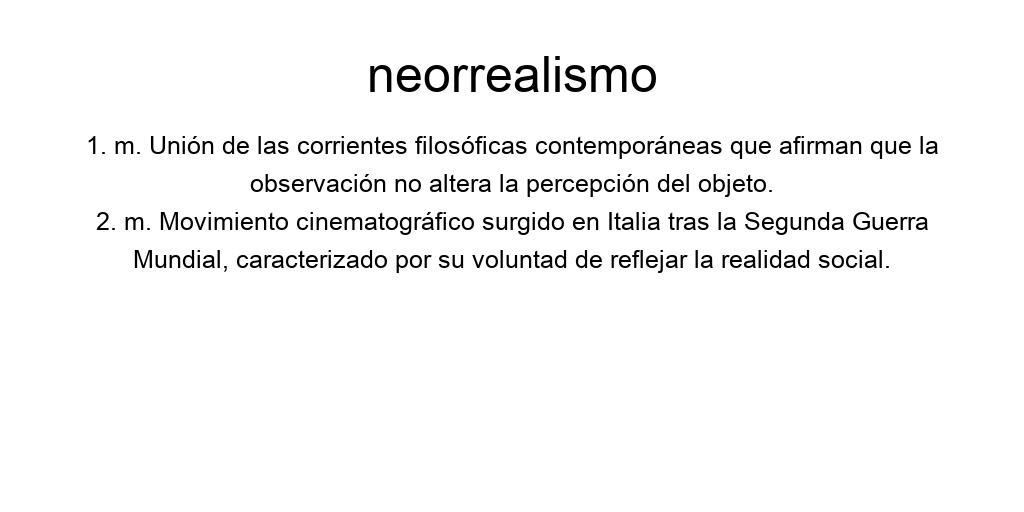 neorrealismo
1. m. Unión de las corrientes filosóficas contemporáneas que afirman que la
observación no altera la percepción del objeto.
2. m. Movimiento cinematográfico surgido en Italia tras la Segunda Guerra
Mundial, caracterizado por su voluntad de reflejar la realidad social.